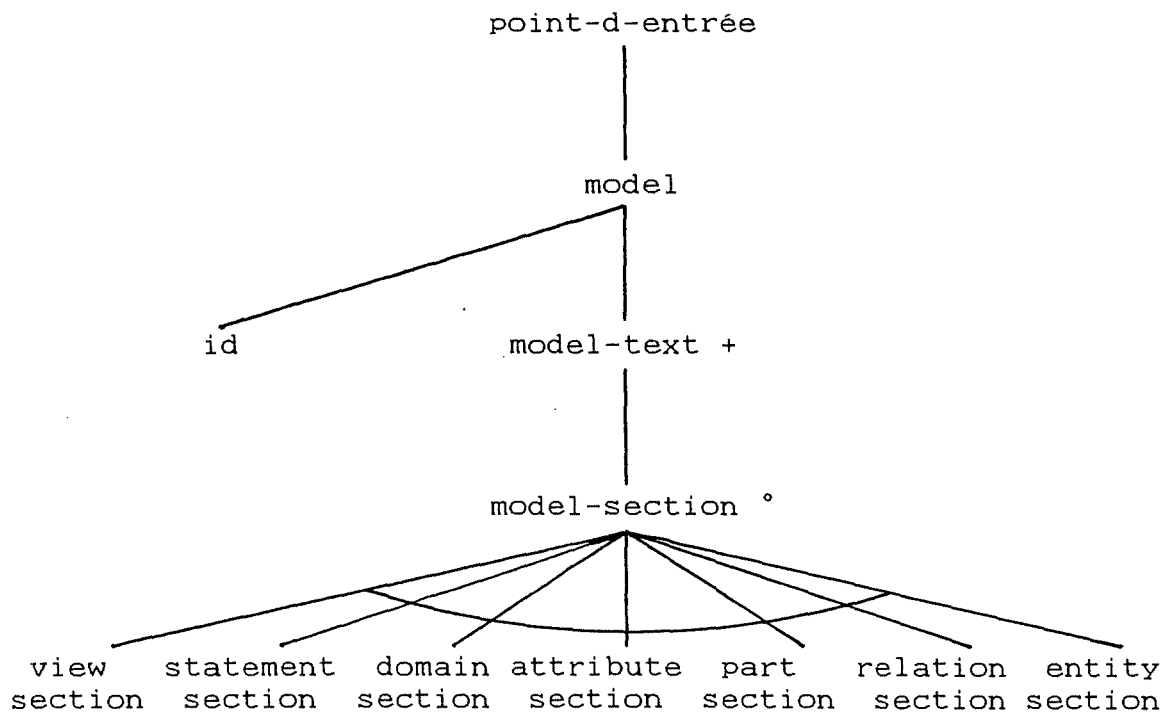 point-d-entrée
model
id model-text +
model-section °
view statement domain attribute part relation entity
section section section section section section section